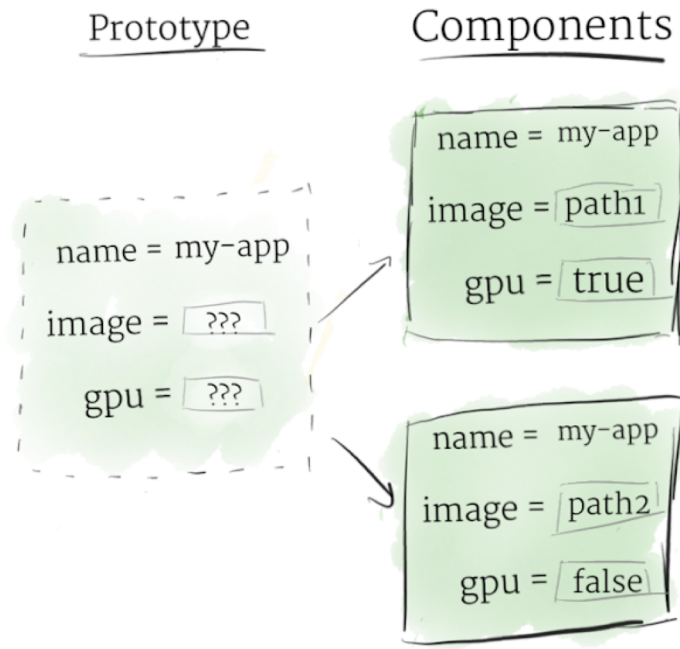 Prototype
name = my-app
image = ???
gpu = ???
Components
name = my-app
image = path1
gpu = true
name = my-app
image = path2
gpu = false